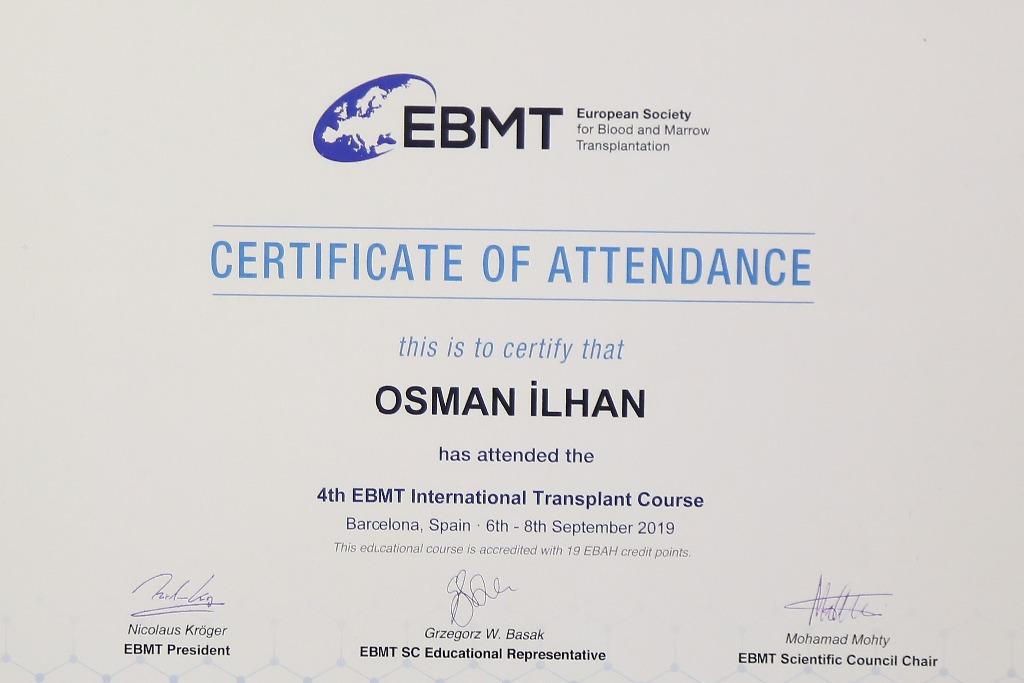 EBMT
European Society
for Blood and Marrow
Transplantation
CERTIFICATE OF ATTENDANCE
this is to certify that
OSMAN İLHAN
has attended the
4th EBMT International Transplant Course
Barcelona, Spain · 6th - 8th September 2019
This educational course is accredited with 19 EBAH credit points.
Nicolaus Kröger
EBMT President
Grzegorz W. Basak
EBMT SC Educational Representative
Mohamad Mohty
EBMT Scientific Council Chair